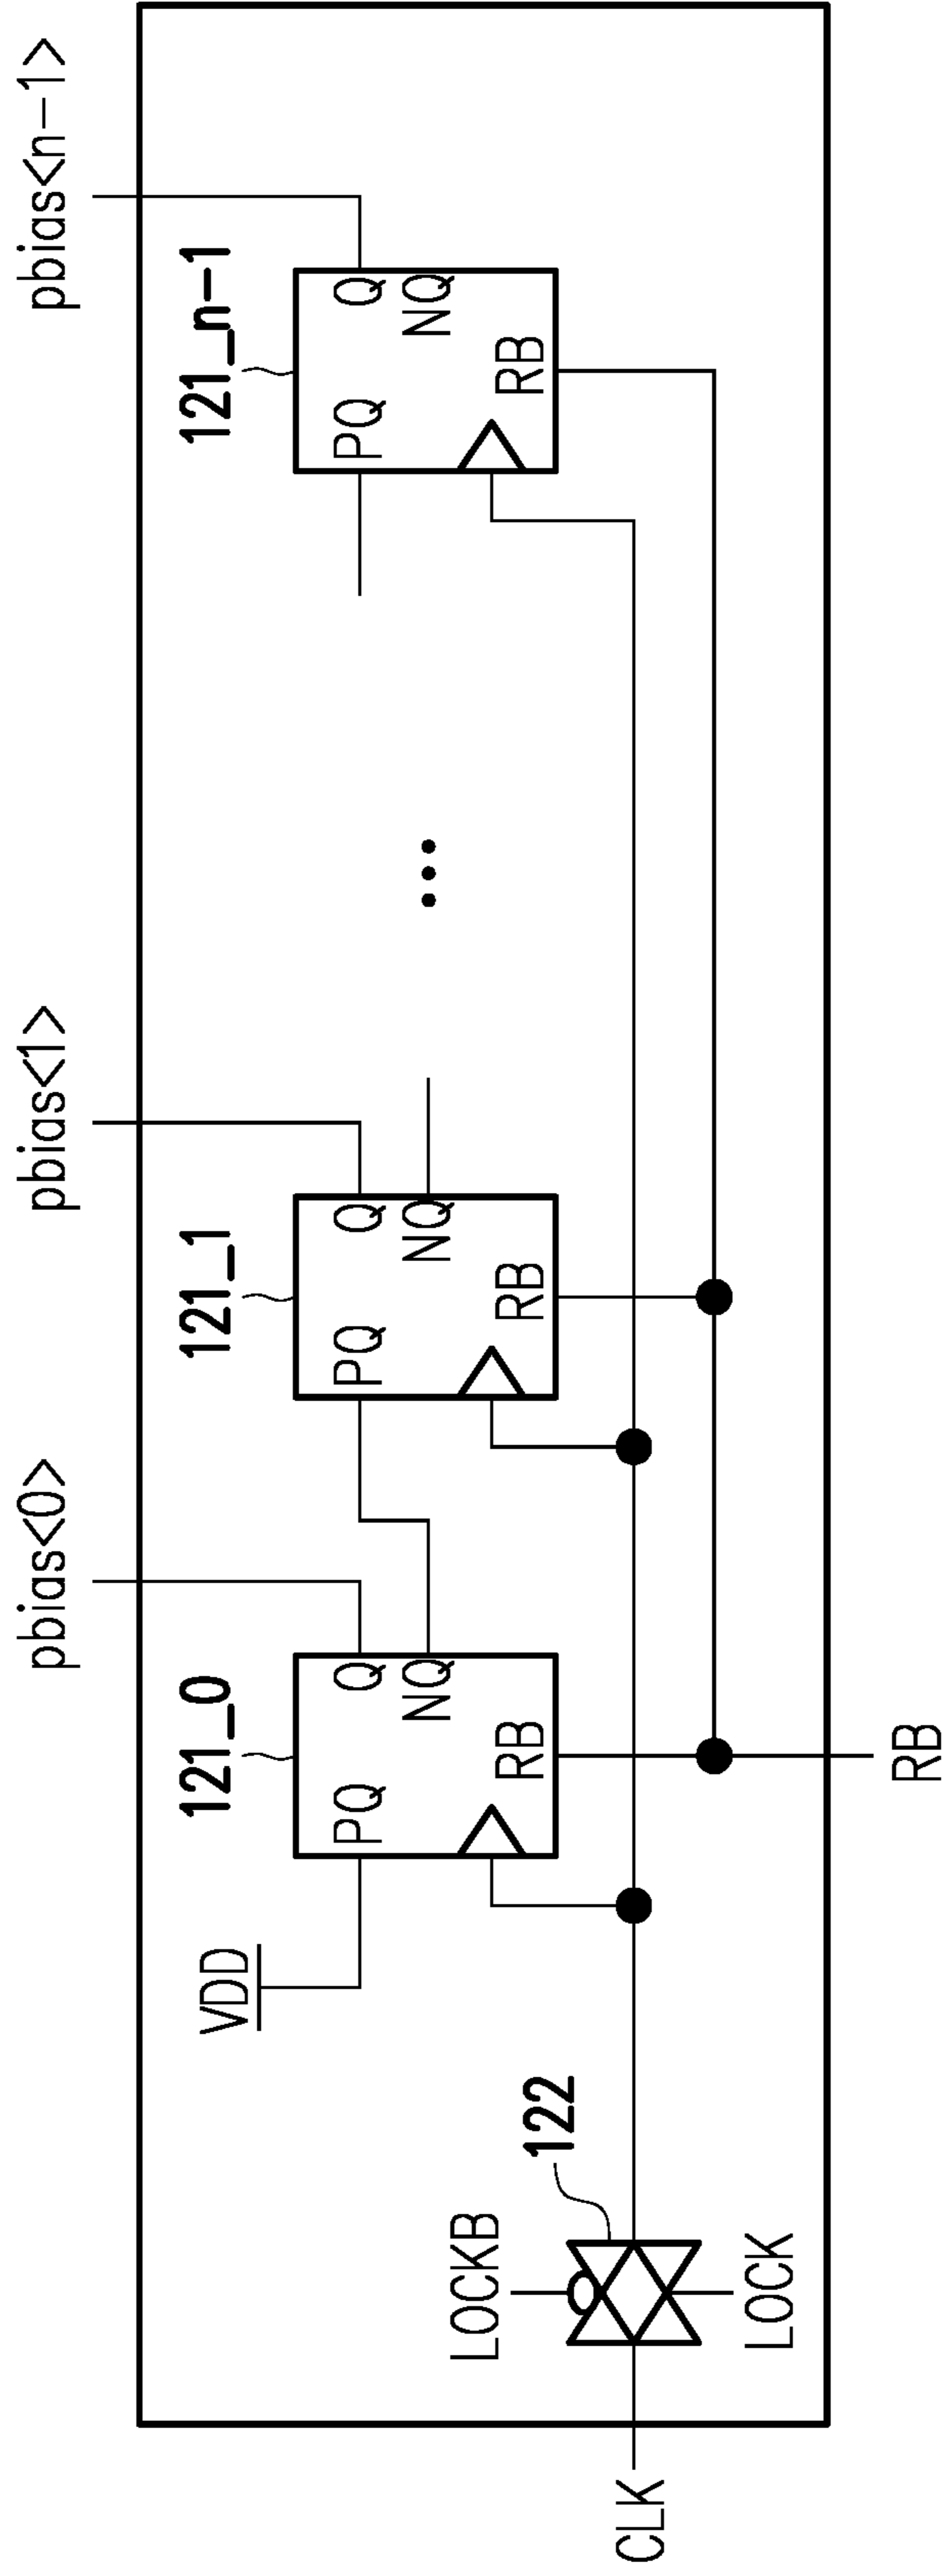 pbias<0>
pbias<1>
pbias<n-1>
121_0
121_1
121_n-1
VDD
PQ
Q
NQ
RB
PQ
Q
NQ
RB
PQ
Q
NQ
RB
122
LOCKB
LOCK
CLK
RB